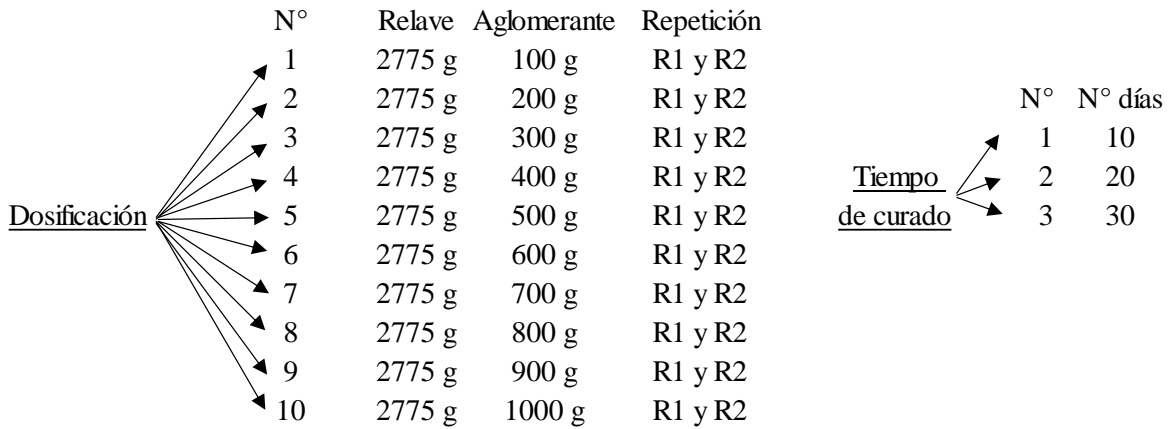 N° Relave Aglomerante Repetición
1 2775 g 100 g R1 y R2
2 2775 g 200 g R1 y R2
3 2775 g 300 g R1 y R2
4 2775 g 400 g R1 y R2
5 2775 g 500 g R1 y R2
6 2775 g 600 g R1 y R2
7 2775 g 700 g R1 y R2
8 2775 g 800 g R1 y R2
9 2775 g 900 g R1 y R2
10 2775 g 1000 g R1 y R2
Dosificación
N° N° días
1 10
2 20
3 30
Tiempo
de curado